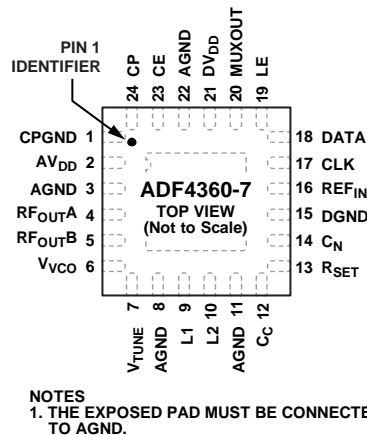 PIN 1
IDENTIFIER
24 CP
23 CE
22 AGND
21 DVDD
20 MUXOUT
19 LE
CPGND 1
AVDD 2
AGND 3
RFOUTA 4
RFOUTB 5
VVCO 6
ADF4360-7
TOP VIEW
(Not to Scale)
18 DATA
17 CLK
16 REFIN
15 DGND
14 CN
13 RSET
VTUNE 7
AGND 8
L1 9
L2 10
AGND 11
CC 12
NOTES
1. THE EXPOSED PAD MUST BE CONNECTE
TO AGND.